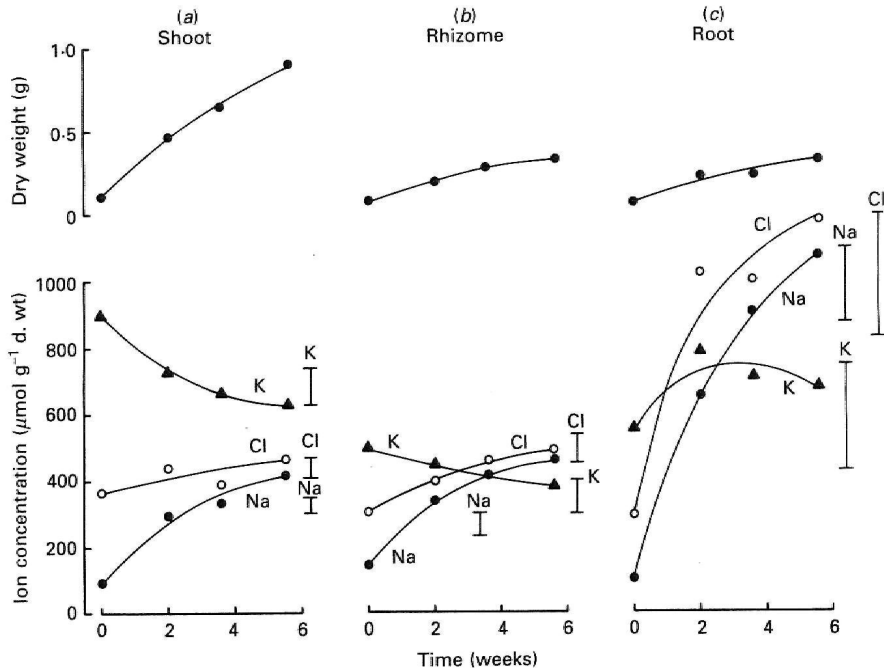 (a)
Shoot
(b)
Rhizome
(c)
Root
Dry weight (g)
1·0
0·5
0
Ion concentration (μmol g⁻¹ d. wt)
1000
800
600
400
200
0
K
K
Cl
Cl
Na
Na
K
Cl
Cl
K
Na
Na
Cl
Cl
Na
Na
K
K
0 2 4 6
0 2 4 6
0 2 4 6
Time (weeks)